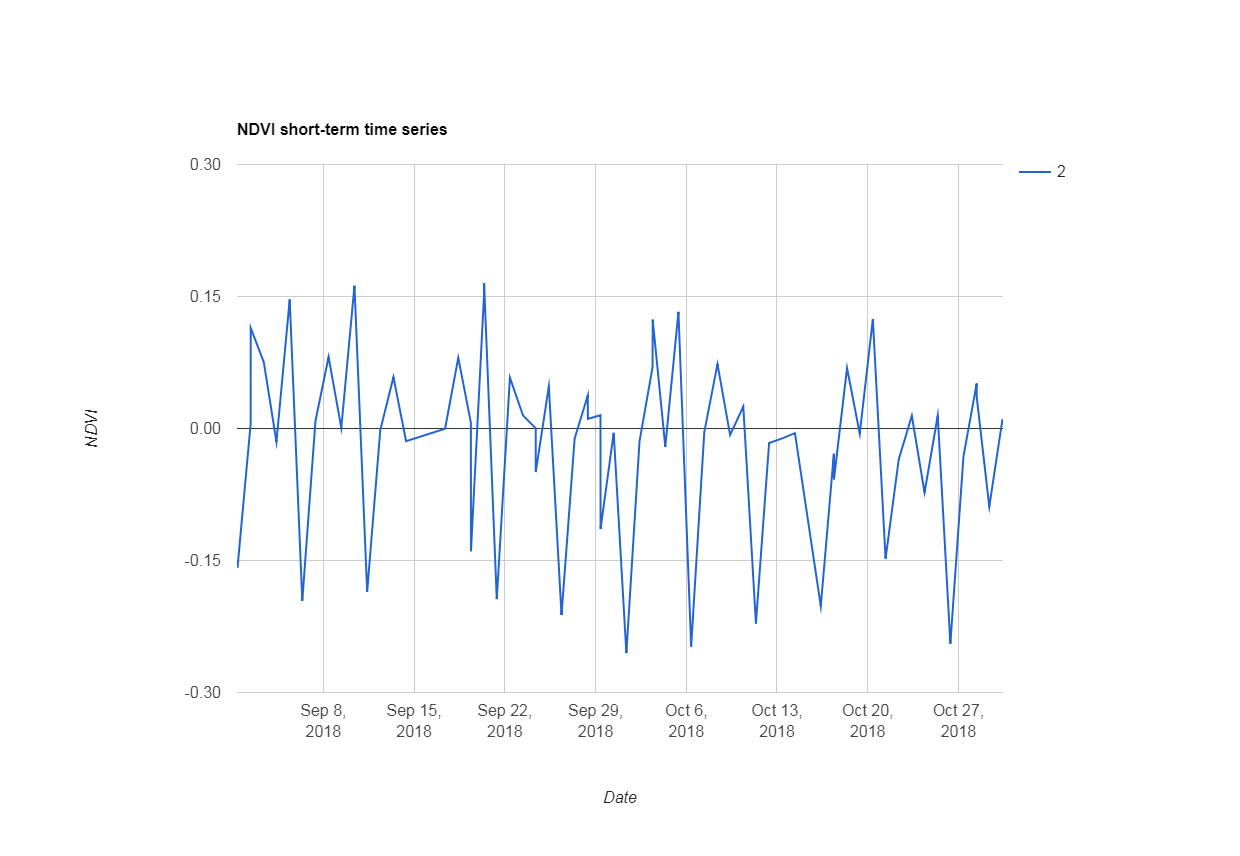 NDVI short-term time series
0.30
2
0.15
0.00
NDVI
-0.15
-0.30
Sep 8,
2018
Sep 15,
2018
Sep 22,
2018
Sep 29,
2018
Oct 6,
2018
Oct 13,
2018
Oct 20,
2018
Oct 27,
2018
Date